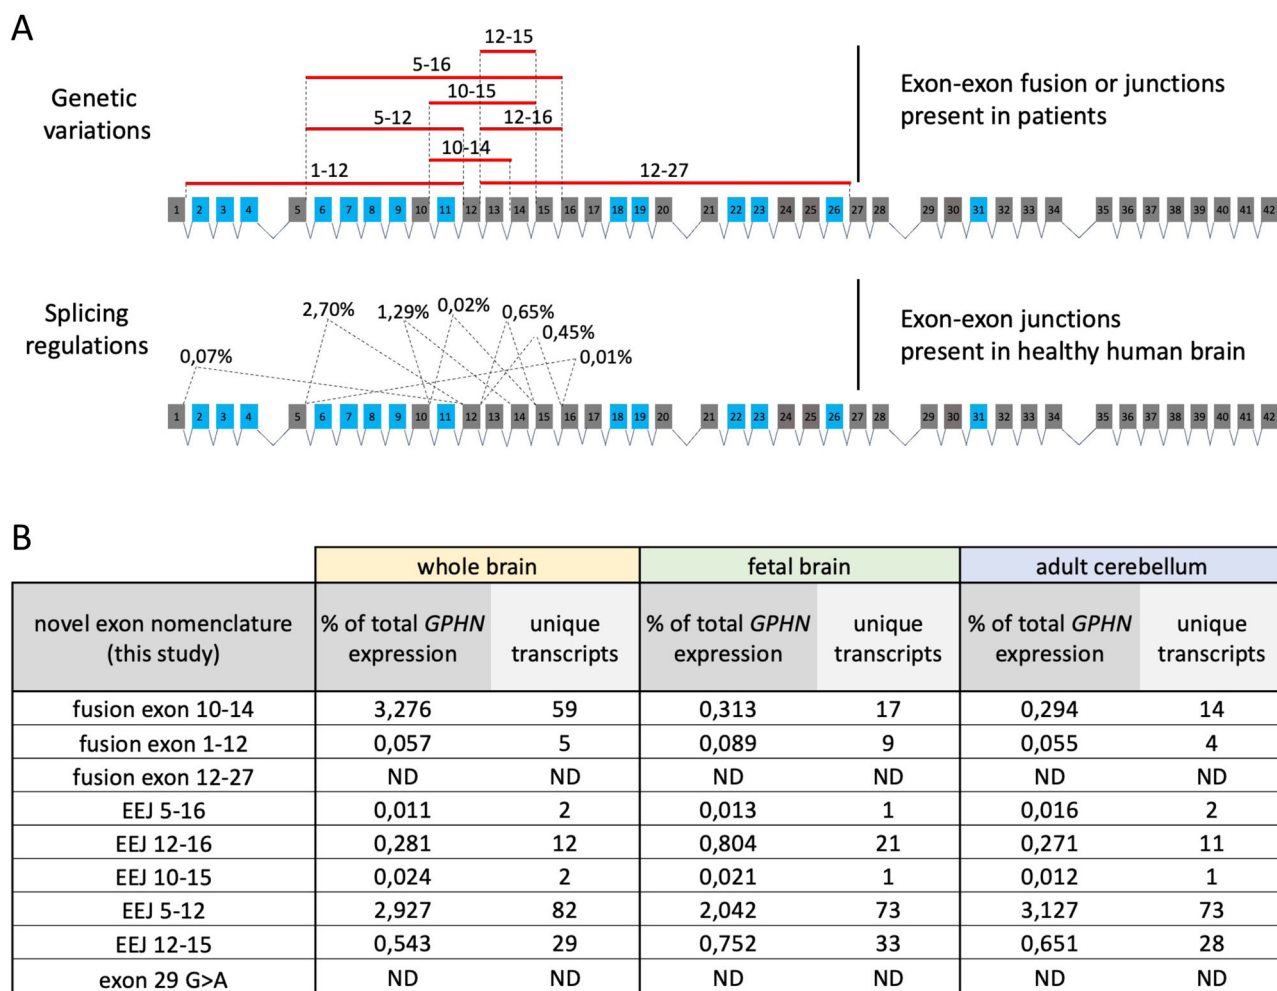 A
12-15
5-16
10-15
5-12 12-16
10-14
1-12 12-27
Genetic
variations
Exon-exon fusion or junctions
present in patients
1 2 3 4 5 6 7 8 9 10 11 12 13 14 15 16 17 18 19 20 21 22 23 24 25 26 27 28 29 30 31 32 33 34 35 36 37 38 39 40 41 42
Splicing
regulations
2,70% 1,29% 0,02% 0,65%
0,45%
0,07% 0,01%
Exon-exon junctions
present in healthy human brain
1 2 3 4 5 6 7 8 9 10 11 12 13 14 15 16 17 18 19 20 21 22 23 24 25 26 27 28 29 30 31 32 33 34 35 36 37 38 39 40 41 42
B
whole brain fetal brain adult cerebellum
novel exon nomenclature
(this study)
% of total GPHN
expression
unique
transcripts
% of total GPHN
expression
unique
transcripts
% of total GPHN
expression
unique
transcripts
fusion exon 10-14 3,276 59 0,313 17 0,294 14
fusion exon 1-12 0,057 5 0,089 9 0,055 4
fusion exon 12-27 ND ND ND ND ND ND
EEJ 5-16 0,011 2 0,013 1 0,016 2
EEJ 12-16 0,281 12 0,804 21 0,271 11
EEJ 10-15 0,024 2 0,021 1 0,012 1
EEJ 5-12 2,927 82 2,042 73 3,127 73
EEJ 12-15 0,543 29 0,752 33 0,651 28
exon 29 G>A ND ND ND ND ND ND